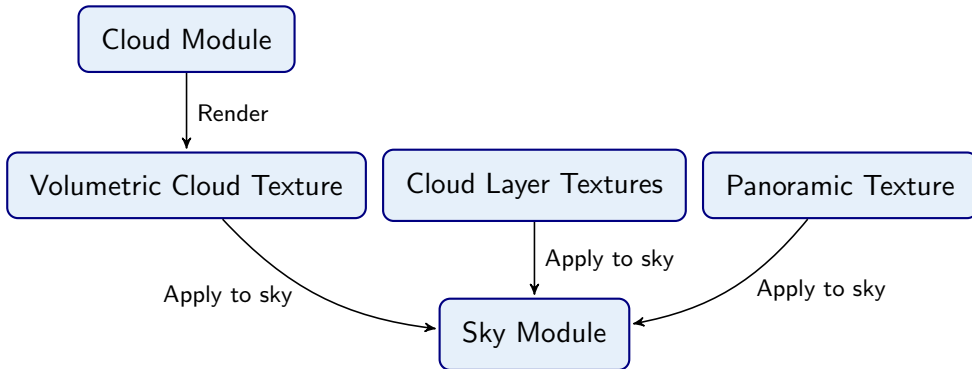 Cloud Module
Render
Volumetric Cloud Texture
Cloud Layer Textures
Panoramic Texture
Apply to sky
Apply to sky
Apply to sky
Sky Module